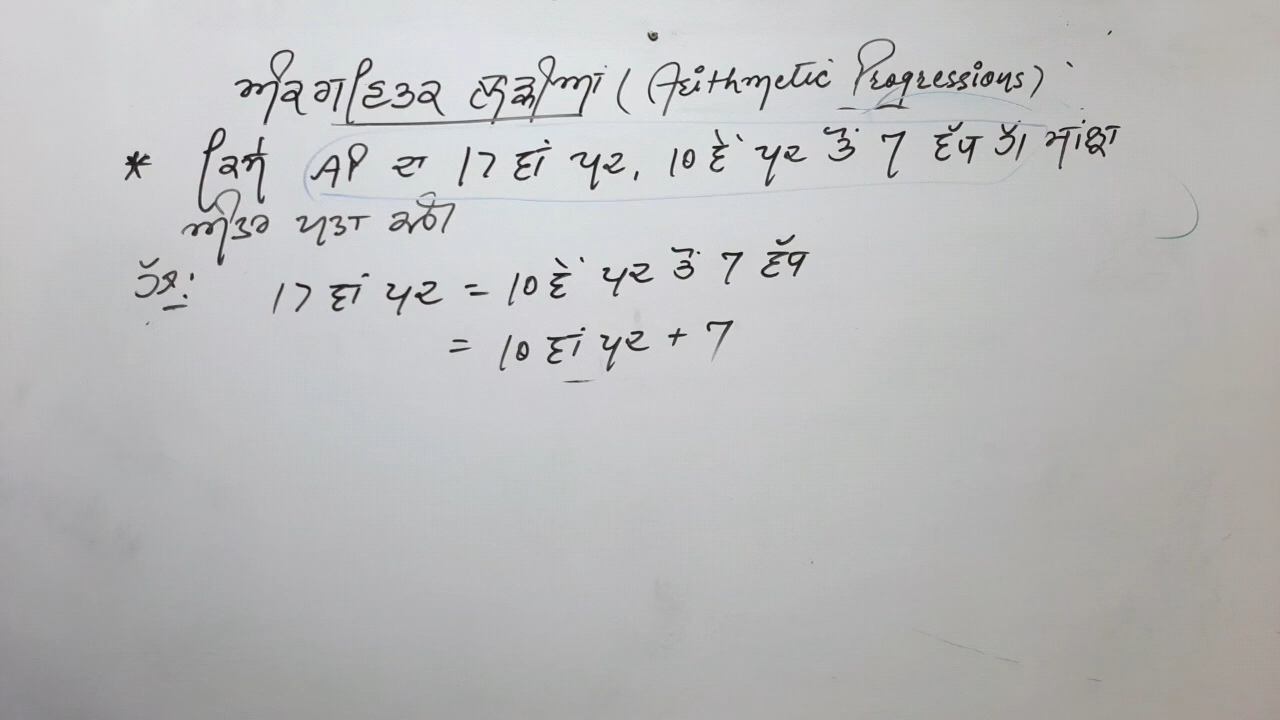 ਅੰਕਗਣਿਤਕ ਲੜੀਆਂ (Arithmetic Progressions)
* ਕਿਸੇ AP ਦਾ 17 ਵਾਂ ਪਦ, 10 ਵੇਂ ਪਦ ਤੋਂ 7 ਵੱਧ ਹੈ। ਸਾਂਝਾ
ਅੰਤਰ ਪਤਾ ਕਰੋ।
ਹੱਲ: 17 ਵਾਂ ਪਦ = 10 ਵੇਂ ਪਦ ਤੋਂ 7 ਵੱਧ
= 10 ਵਾਂ ਪਦ + 7